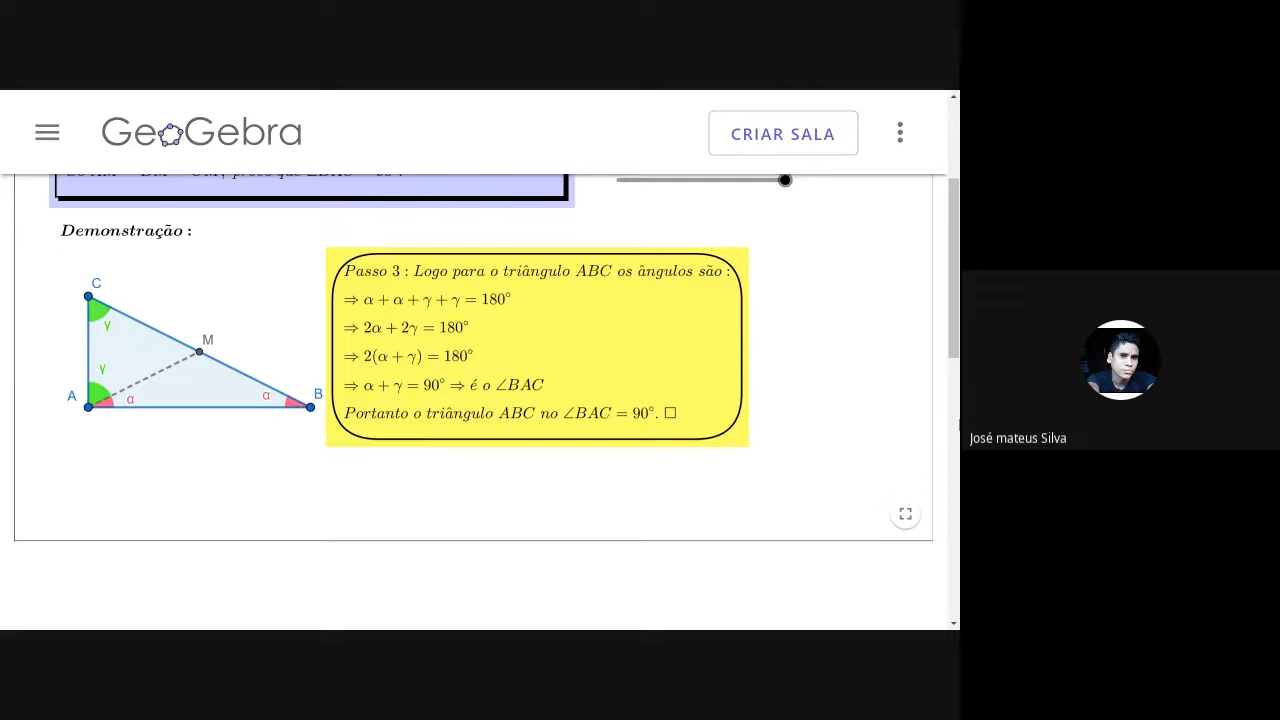 GeoGebra
CRIAR SALA
Demonstração :
C
γ
M
γ
A
α
α
B
Passo 3 : Logo para o triângulo ABC os ângulos são :
⇒ α + α + γ + γ = 180°
⇒ 2α + 2γ = 180°
⇒ 2(α + γ) = 180°
⇒ α + γ = 90° ⇒ é o ∠BAC
Portanto o triângulo ABC no ∠BAC = 90°. □
José mateus Silva